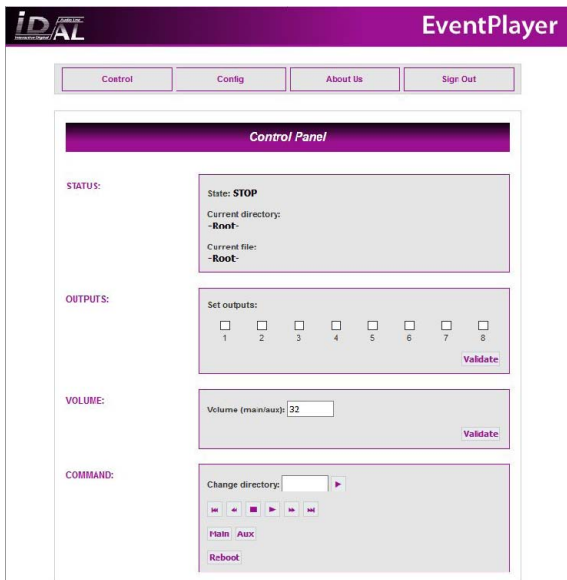 iDAL
Audio Line
Interactive Digital
EventPlayer
Control Config About Us Sign Out
Control Panel
STATUS:
State: STOP
Current directory:
-Root-
Current file:
-Root-
OUTPUTS:
Set outputs:
1 2 3 4 5 6 7 8
Validate
VOLUME:
Volume (main/aux): 32
Validate
COMMAND:
Change directory:
Main Aux
Reboot